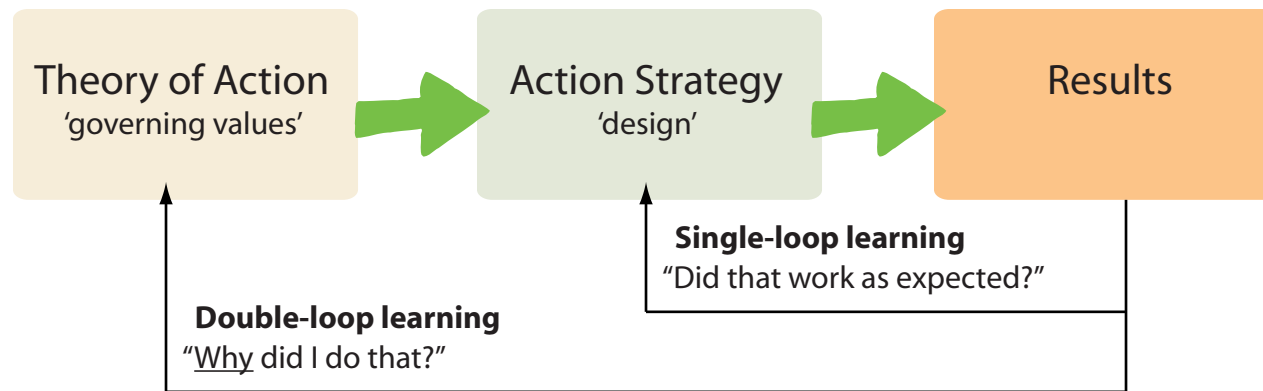 Theory of Action
‘governing values’
Action Strategy
‘design’
Results
Single-loop learning
“Did that work as expected?”
Double-loop learning
“Why did I do that?”